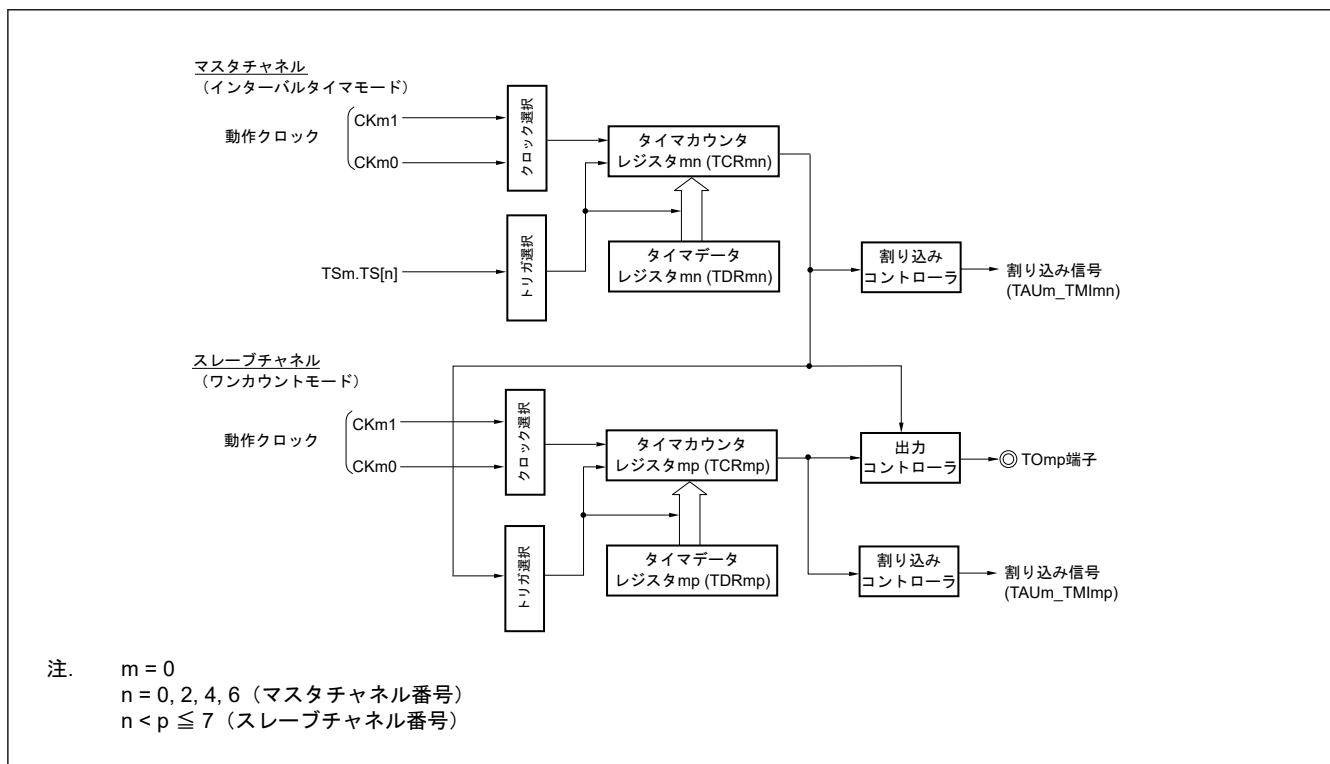 マスタチャネル
(インターバルタイマモード)
動作クロック
CKm1
CKm0
クロック選択
タイマカウンタ
レジスタmn (TCRmn)
TSm.TS[n]
トリガ選択
タイマデータ
レジスタmn (TDRmn)
割り込み
コントローラ
割り込み信号
(TAUm_TMImn)
スレーブチャネル
(ワンカウントモード)
動作クロック
CKm1
CKm0
クロック選択
タイマカウンタ
レジスタmp (TCRmp)
出力
コントローラ
TOmp端子
トリガ選択
タイマデータ
レジスタmp (TDRmp)
割り込み
コントローラ
割り込み信号
(TAUm_TMImp)
注. m = 0
n = 0, 2, 4, 6(マスタチャネル番号)
n < p ≦ 7(スレーブチャネル番号)